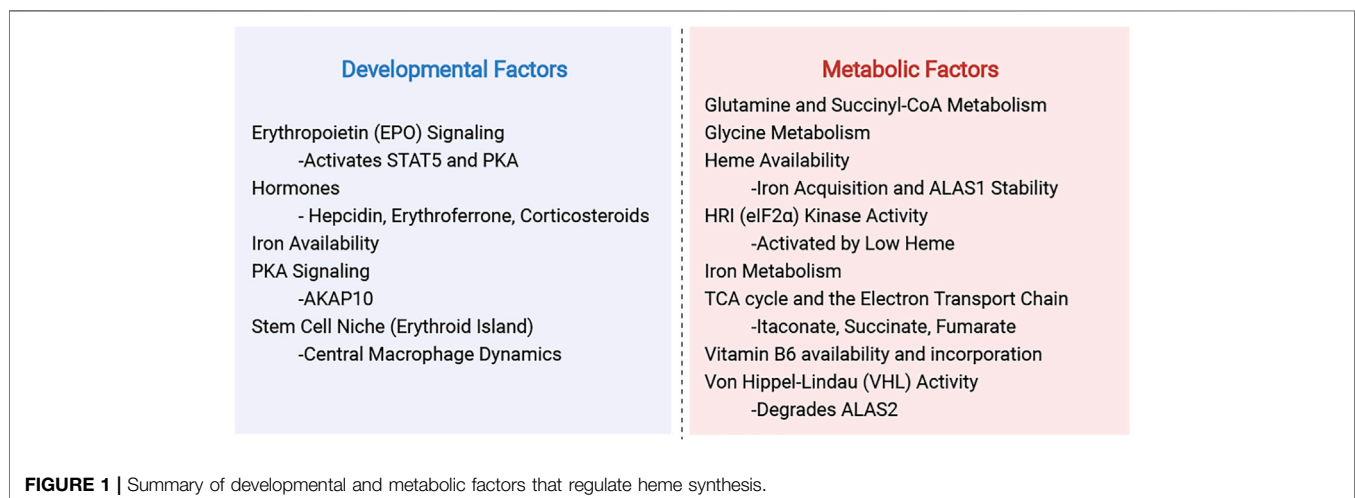 Developmental Factors
Erythropoietin (EPO) Signaling
-Activates STAT5 and PKA
Hormones
- Hepcidin, Erythroferrone, Corticosteroids
Iron Availability
PKA Signaling
-AKAP10
Stem Cell Niche (Erythroid Island)
-Central Macrophage Dynamics
Metabolic Factors
Glutamine and Succinyl-CoA Metabolism
Glycine Metabolism
Heme Availability
-Iron Acquisition and ALAS1 Stability
HRI (eIF2α) Kinase Activity
-Activated by Low Heme
Iron Metabolism
TCA cycle and the Electron Transport Chain
-Itaconate, Succinate, Fumarate
Vitamin B6 availability and incorporation
Von Hippel-Lindau (VHL) Activity
-Degrades ALAS2
FIGURE 1 | Summary of developmental and metabolic factors that regulate heme synthesis.